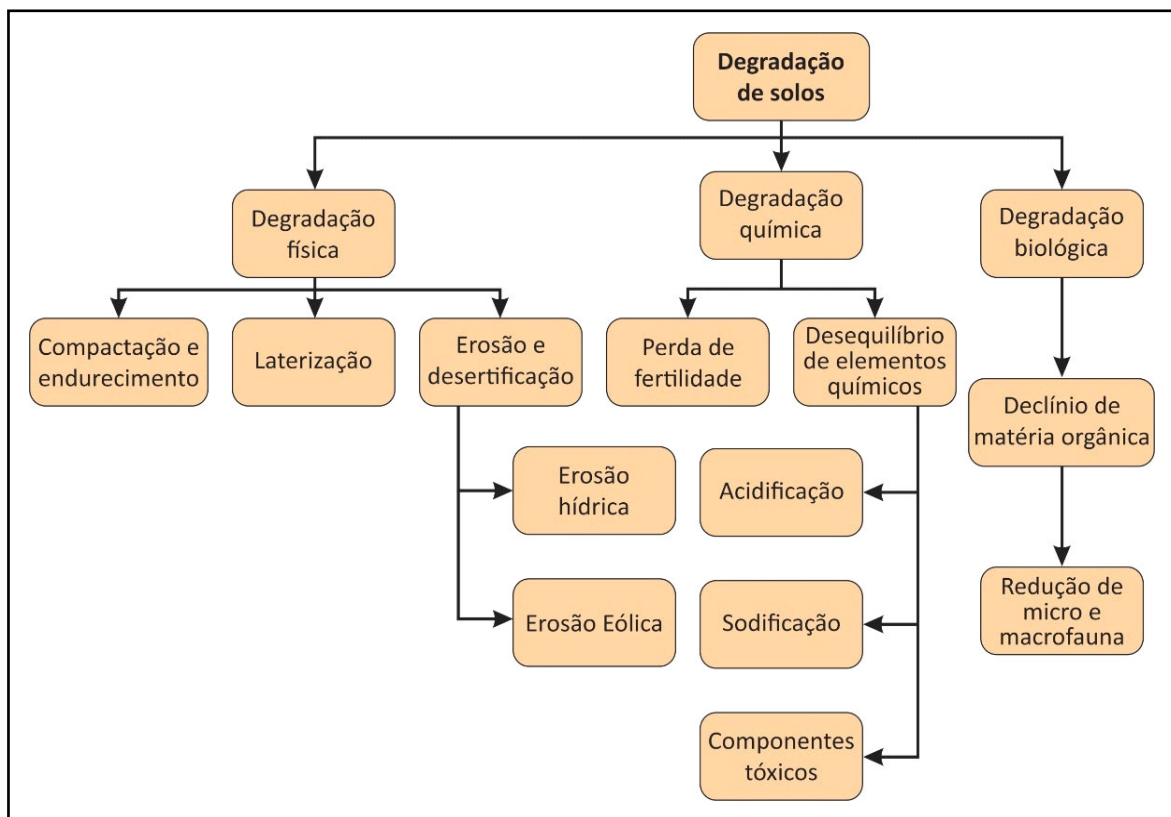 Degradação
de solos
Degradação
física
Degradação
química
Degradação
biológica
Compactação e
endurecimento
Laterização
Erosão e
desertificação
Perda de
fertilidade
Desequilíbrio
de elementos
químicos
Declínio de
matéria orgânica
Erosão
hídrica
Acidificação
Redução de
micro e
macrofauna
Erosão Eólica
Sodificação
Componentes
tóxicos